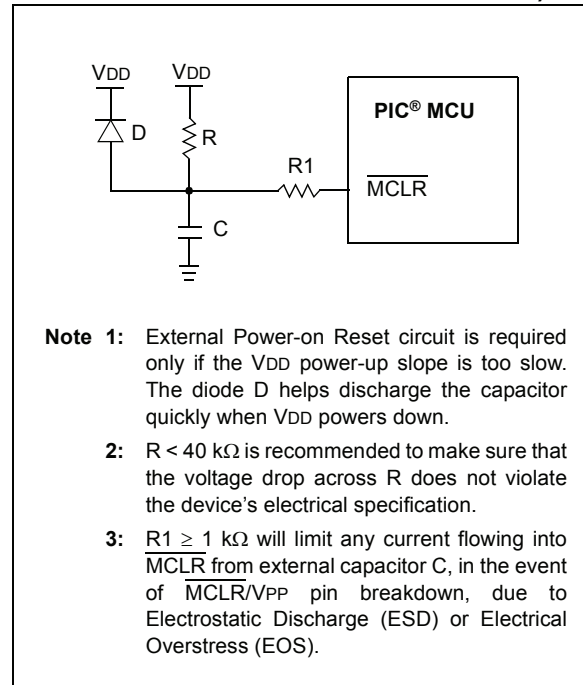 VDD VDD
PIC® MCU
D
R
R1
MCLR
C
Note 1: External Power-on Reset circuit is required
only if the VDD power-up slope is too slow.
The diode D helps discharge the capacitor
quickly when VDD powers down.
2: R < 40 kΩ is recommended to make sure that
the voltage drop across R does not violate
the device's electrical specification.
3: R1 ≥ 1 kΩ will limit any current flowing into
MCLR from external capacitor C, in the event
of MCLR/VPP pin breakdown, due to
Electrostatic Discharge (ESD) or Electrical
Overstress (EOS).